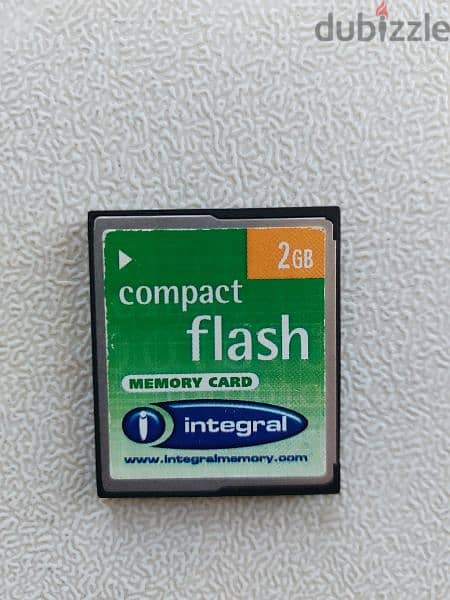 dubizzle
2GB
compact
flash
MEMORY CARD
i integral
www.integralmemory.com